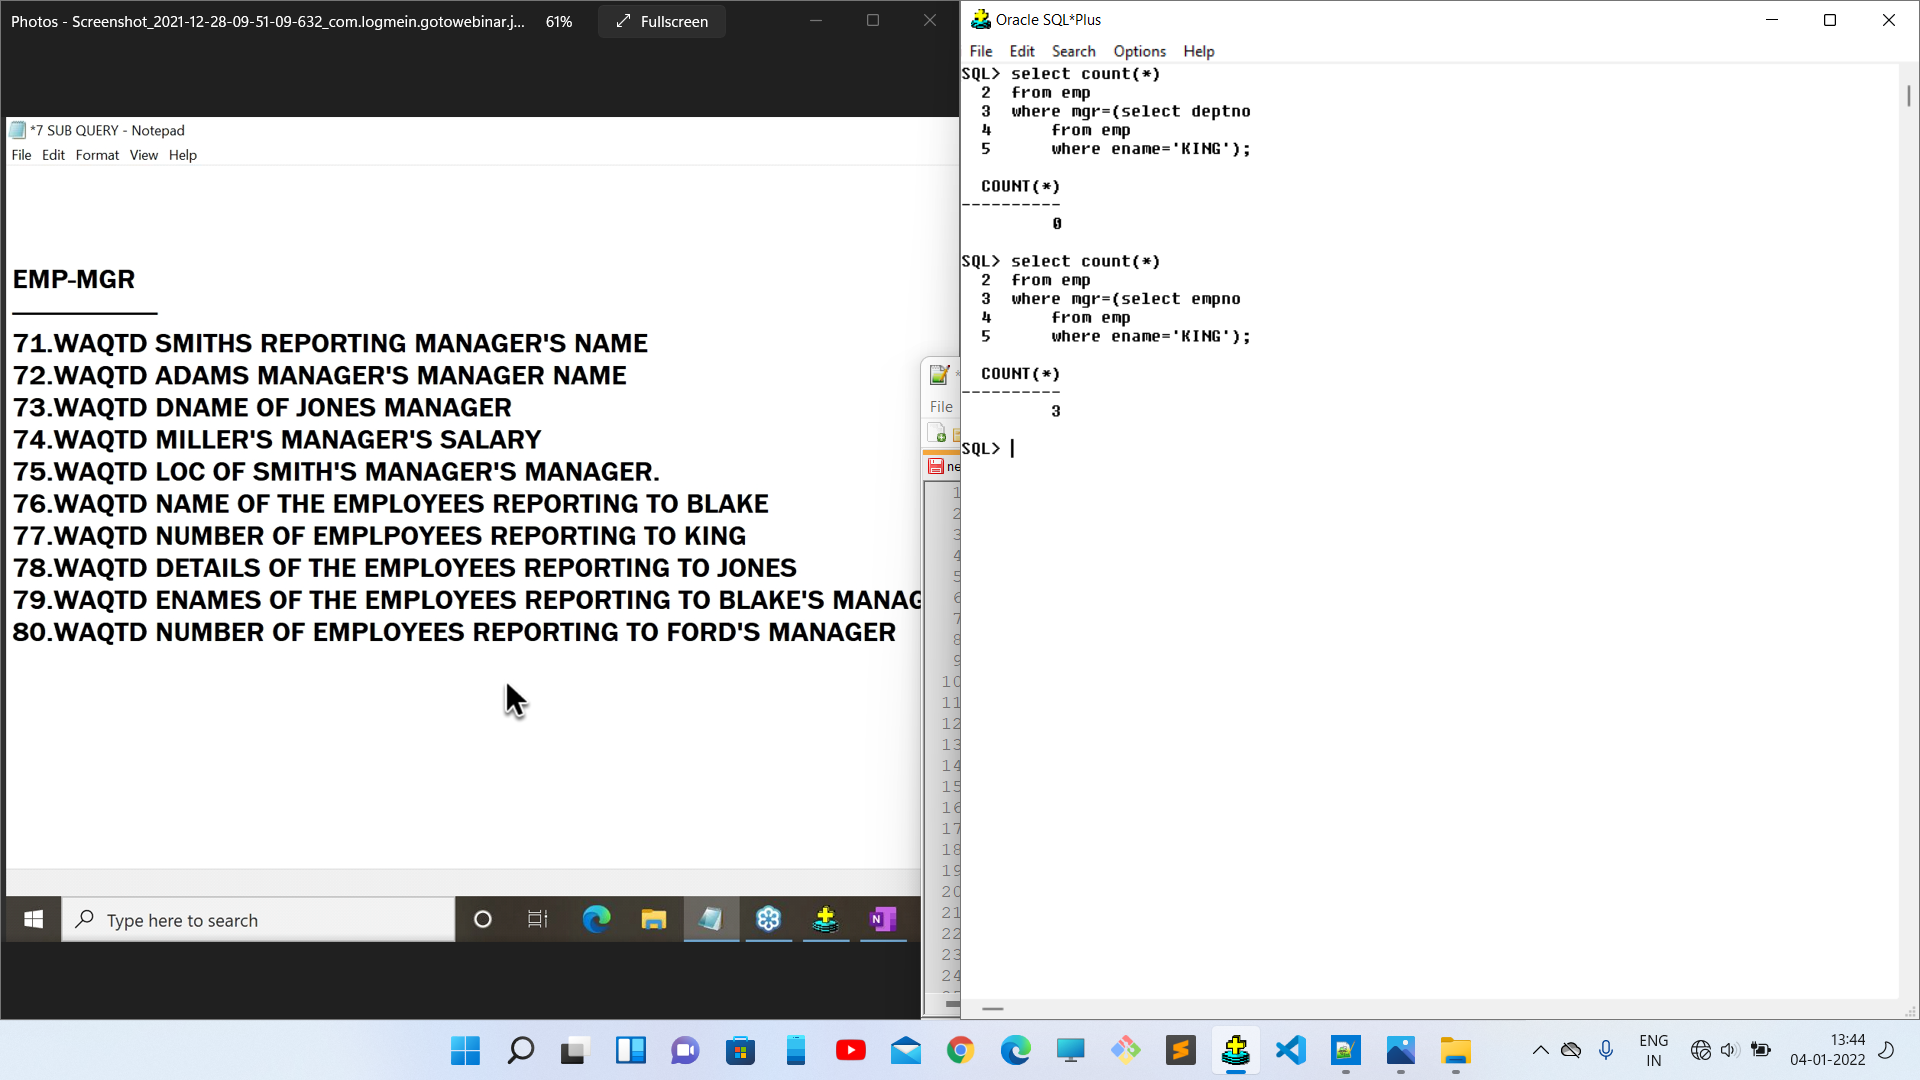 Photos - Screenshot_2021-12-28-09-51-09-632_com.logmein.gotowebinar.j... 61% Fullscreen
*7 SUB QUERY - Notepad
File Edit Format View Help
EMP-MGR
71.WAQTD SMITHS REPORTING MANAGER'S NAME
72.WAQTD ADAMS MANAGER'S MANAGER NAME
73.WAQTD DNAME OF JONES MANAGER
74.WAQTD MILLER'S MANAGER'S SALARY
75.WAQTD LOC OF SMITH'S MANAGER'S MANAGER.
76.WAQTD NAME OF THE EMPLOYEES REPORTING TO BLAKE
77.WAQTD NUMBER OF EMPLPOYEES REPORTING TO KING
78.WAQTD DETAILS OF THE EMPLOYEES REPORTING TO JONES
79.WAQTD ENAMES OF THE EMPLOYEES REPORTING TO BLAKE'S MANAG
80.WAQTD NUMBER OF EMPLOYEES REPORTING TO FORD'S MANAGER
Type here to search
File
ne
1
2
3
4
5
6
7
8
9
10
11
12
13
14
15
16
17
18
19
20
21
22
23
24
Oracle SQL*Plus
File Edit Search Options Help
SQL> select count(*)
2 from emp
3 where mgr=(select deptno
4 from emp
5 where ename='KING');
COUNT(*)
----------
0
SQL> select count(*)
2 from emp
3 where mgr=(select empno
4 from emp
5 where ename='KING');
COUNT(*)
----------
3
SQL>
ENG
IN
13:44
04-01-2022